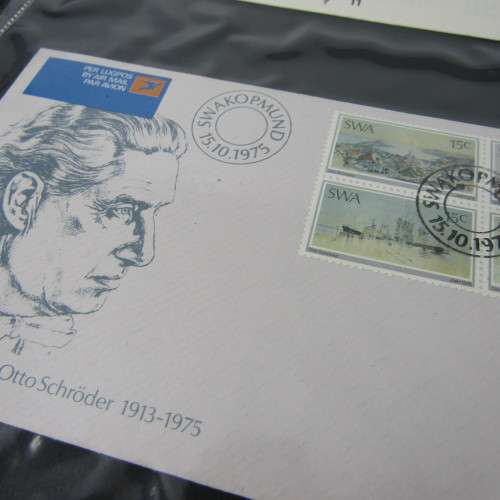 PER LUGPOS
BY AIR MAIL
PAR AVION
SWAKOPMUND
15.10.1975
SWA
15c
SWA
15c
SWAKOPM
15.10.197
Otto Schröder 1913-1975